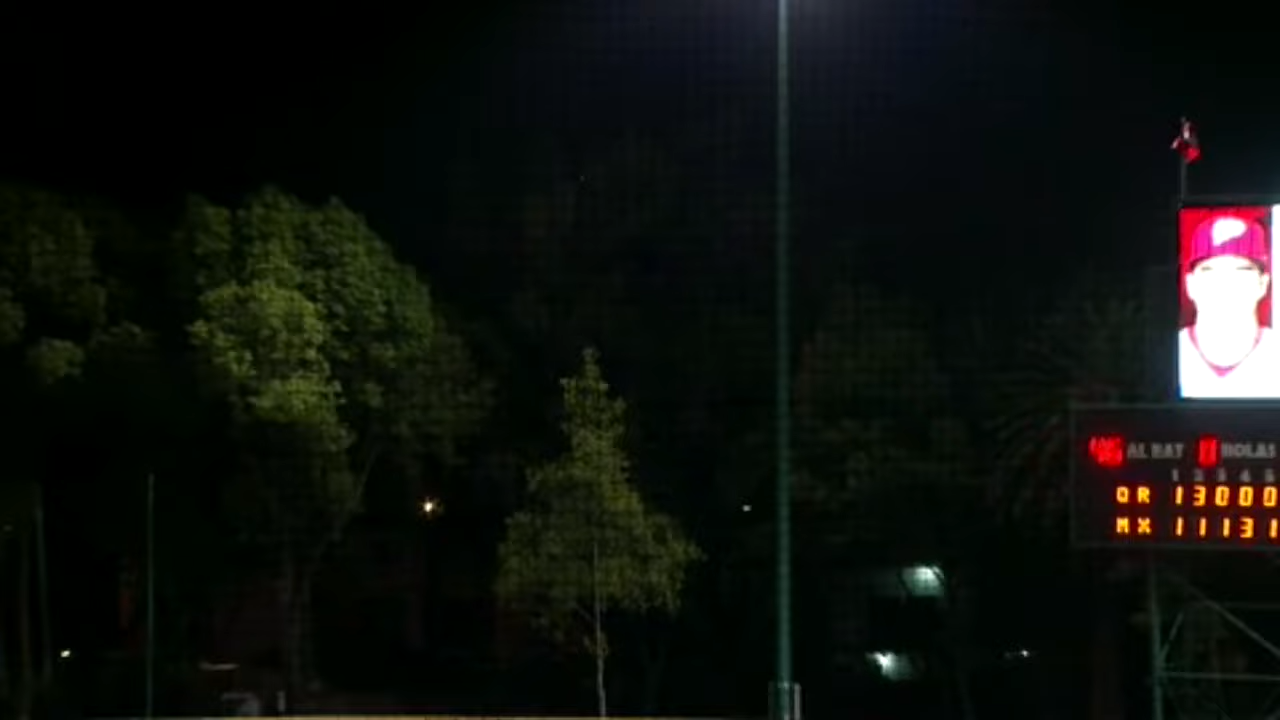 AL BAT BOLAS
1 2 3 4 5
QR 1 3 0 0 0
MX 1 1 1 3 1